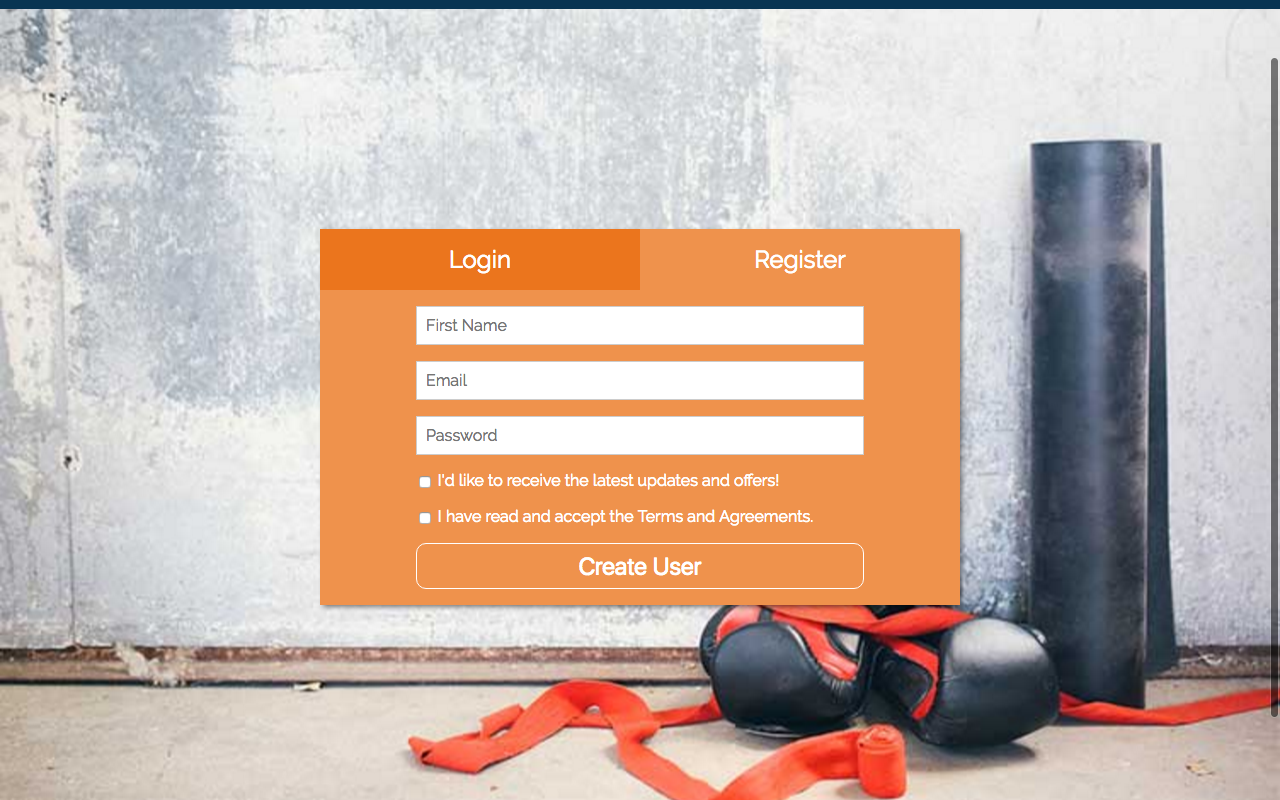 Login
Register
First Name
Email
Password
I'd like to receive the latest updates and offers!
I have read and accept the Terms and Agreements.
Create User